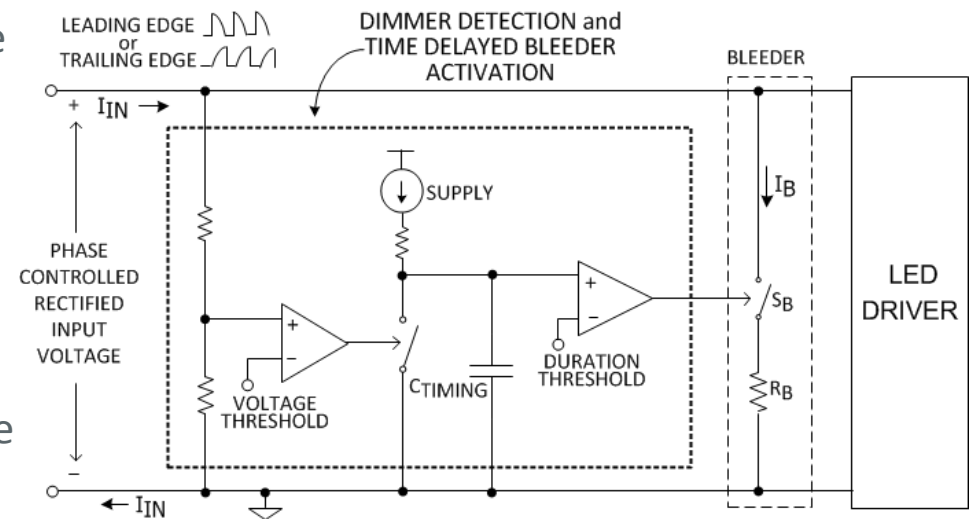 e
LEADING EDGE
or
TRAILING EDGE
DIMMER DETECTION and
TIME DELAYED BLEEDER
ACTIVATION
BLEEDER
+ IIN
IB
SUPPLY
PHASE
CONTROLLED
RECTIFIED
INPUT
VOLTAGE
+
−
VOLTAGE
THRESHOLD
CTIMING
+
−
DURATION
THRESHOLD
SB
RB
LED
DRIVER
e
−
IIN